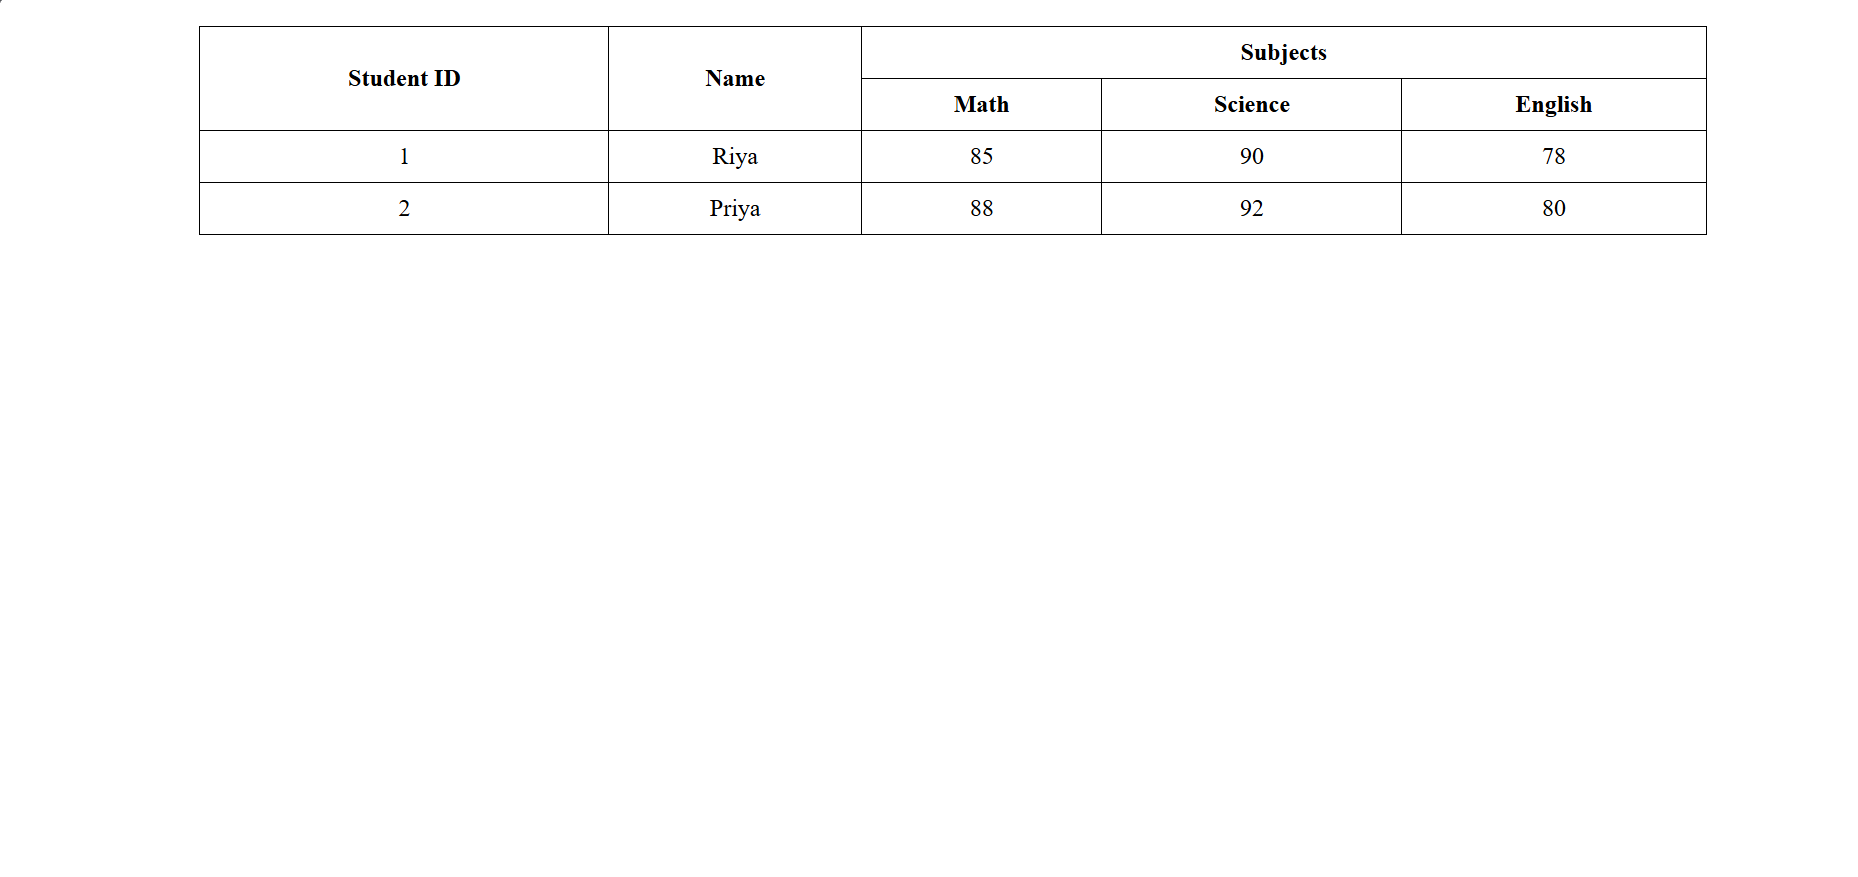 Student ID Name Subjects
Math Science English
1 Riya 85 90 78
2 Priya 88 92 80